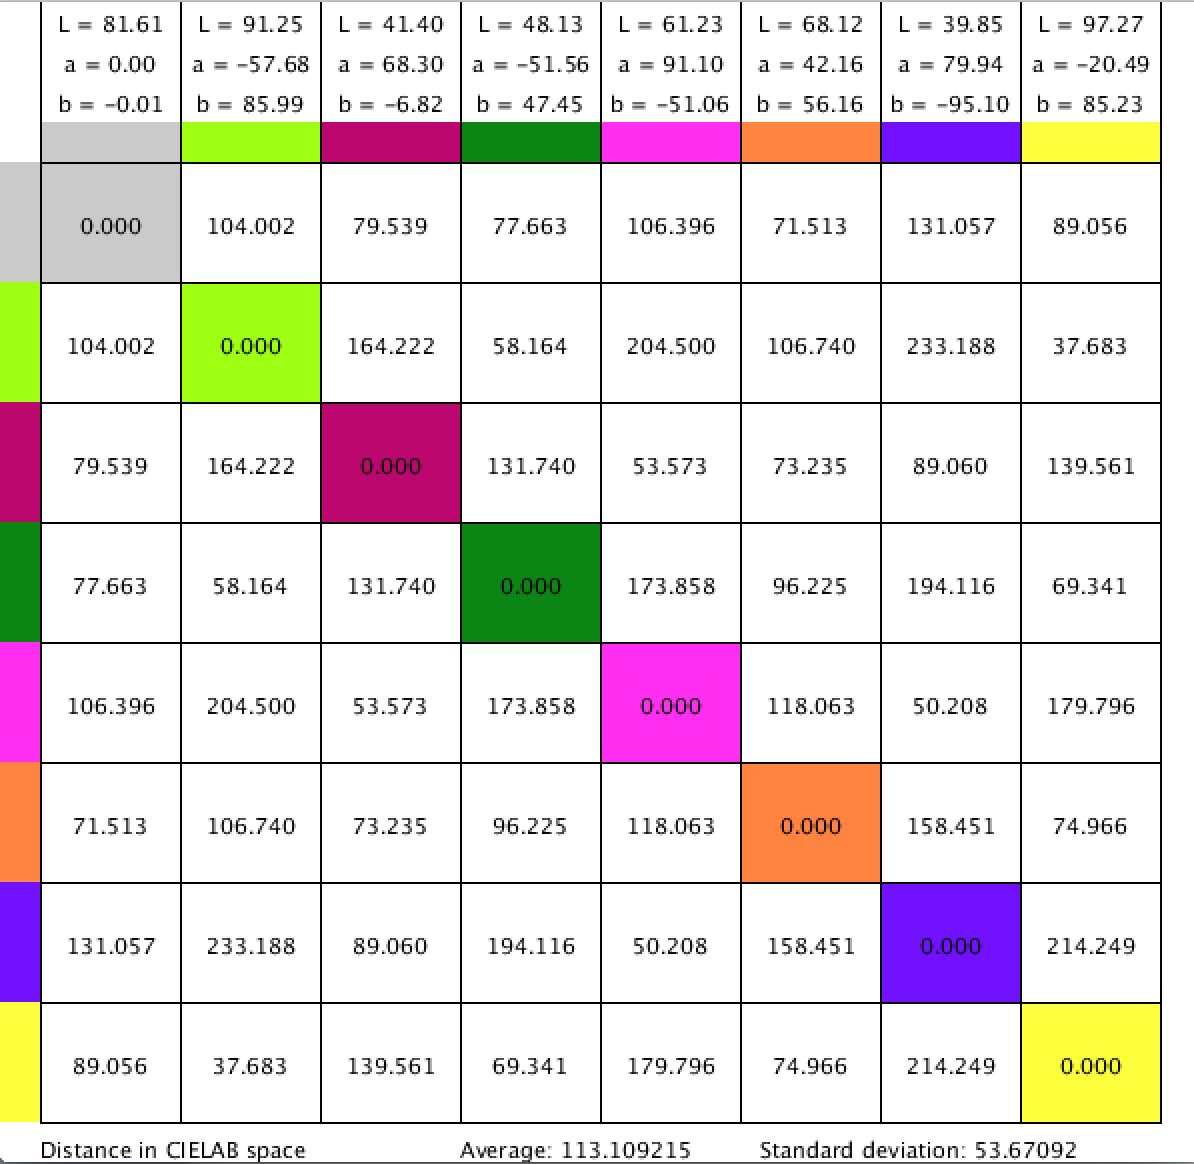 L = 81.61 L = 91.25 L = 41.40 L = 48.13 L = 61.23 L = 68.12 L = 39.85 L = 97.27
a = 0.00 a = -57.68 a = 68.30 a = -51.56 a = 91.10 a = 42.16 a = 79.94 a = -20.49
b = -0.01 b = 85.99 b = -6.82 b = 47.45 b = -51.06 b = 56.16 b = -95.10 b = 85.23
0.000 104.002 79.539 77.663 106.396 71.513 131.057 89.056
104.002 0.000 164.222 58.164 204.500 106.740 233.188 37.683
79.539 164.222 0.000 131.740 53.573 73.235 89.060 139.561
77.663 58.164 131.740 0.000 173.858 96.225 194.116 69.341
106.396 204.500 53.573 173.858 0.000 118.063 50.208 179.796
71.513 106.740 73.235 96.225 118.063 0.000 158.451 74.966
131.057 233.188 89.060 194.116 50.208 158.451 0.000 214.249
89.056 37.683 139.561 69.341 179.796 74.966 214.249 0.000
Distance in CIELAB space Average: 113.109215 Standard deviation: 53.67092